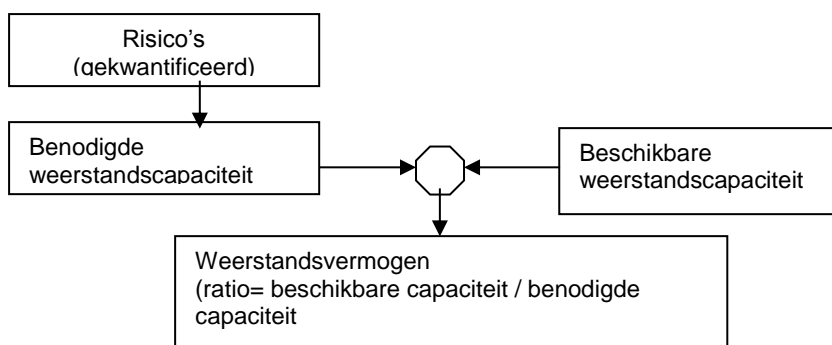 Risico's
(gekwantificeerd)
Benodigde
weerstandscapaciteit
Beschikbare
weerstandscapaciteit
Weerstandsvermogen
(ratio= beschikbare capaciteit / benodigde
capaciteit